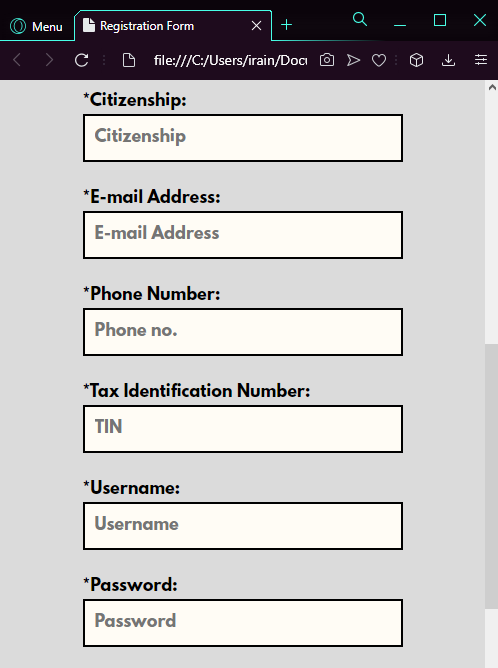 Menu
Registration Form
file:///C:/Users/irain/Docu
*Citizenship:
Citizenship
*E-mail Address:
E-mail Address
*Phone Number:
Phone no.
*Tax Identification Number:
TIN
*Username:
Username
*Password:
Password